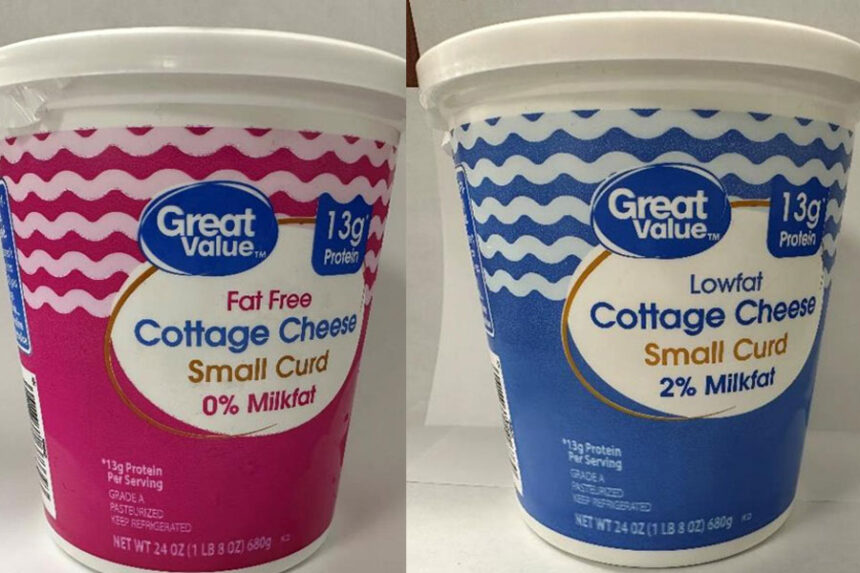 Great
Value™
13g*
Protein
Fat Free
Cottage Cheese
Small Curd
0% Milkfat
*13g Protein
Per Serving
GRADE A
PASTEURIZED
KEEP REFRIGERATED
NET WT 24 OZ (1 LB 8 OZ) 680g
Great
Value™
13g*
Protein
Lowfat
Cottage Cheese
Small Curd
2% Milkfat
*13g Protein
Per Serving
GRADE A
PASTEURIZED
KEEP REFRIGERATED
NET WT 24 OZ (1 LB 8 OZ) 680g